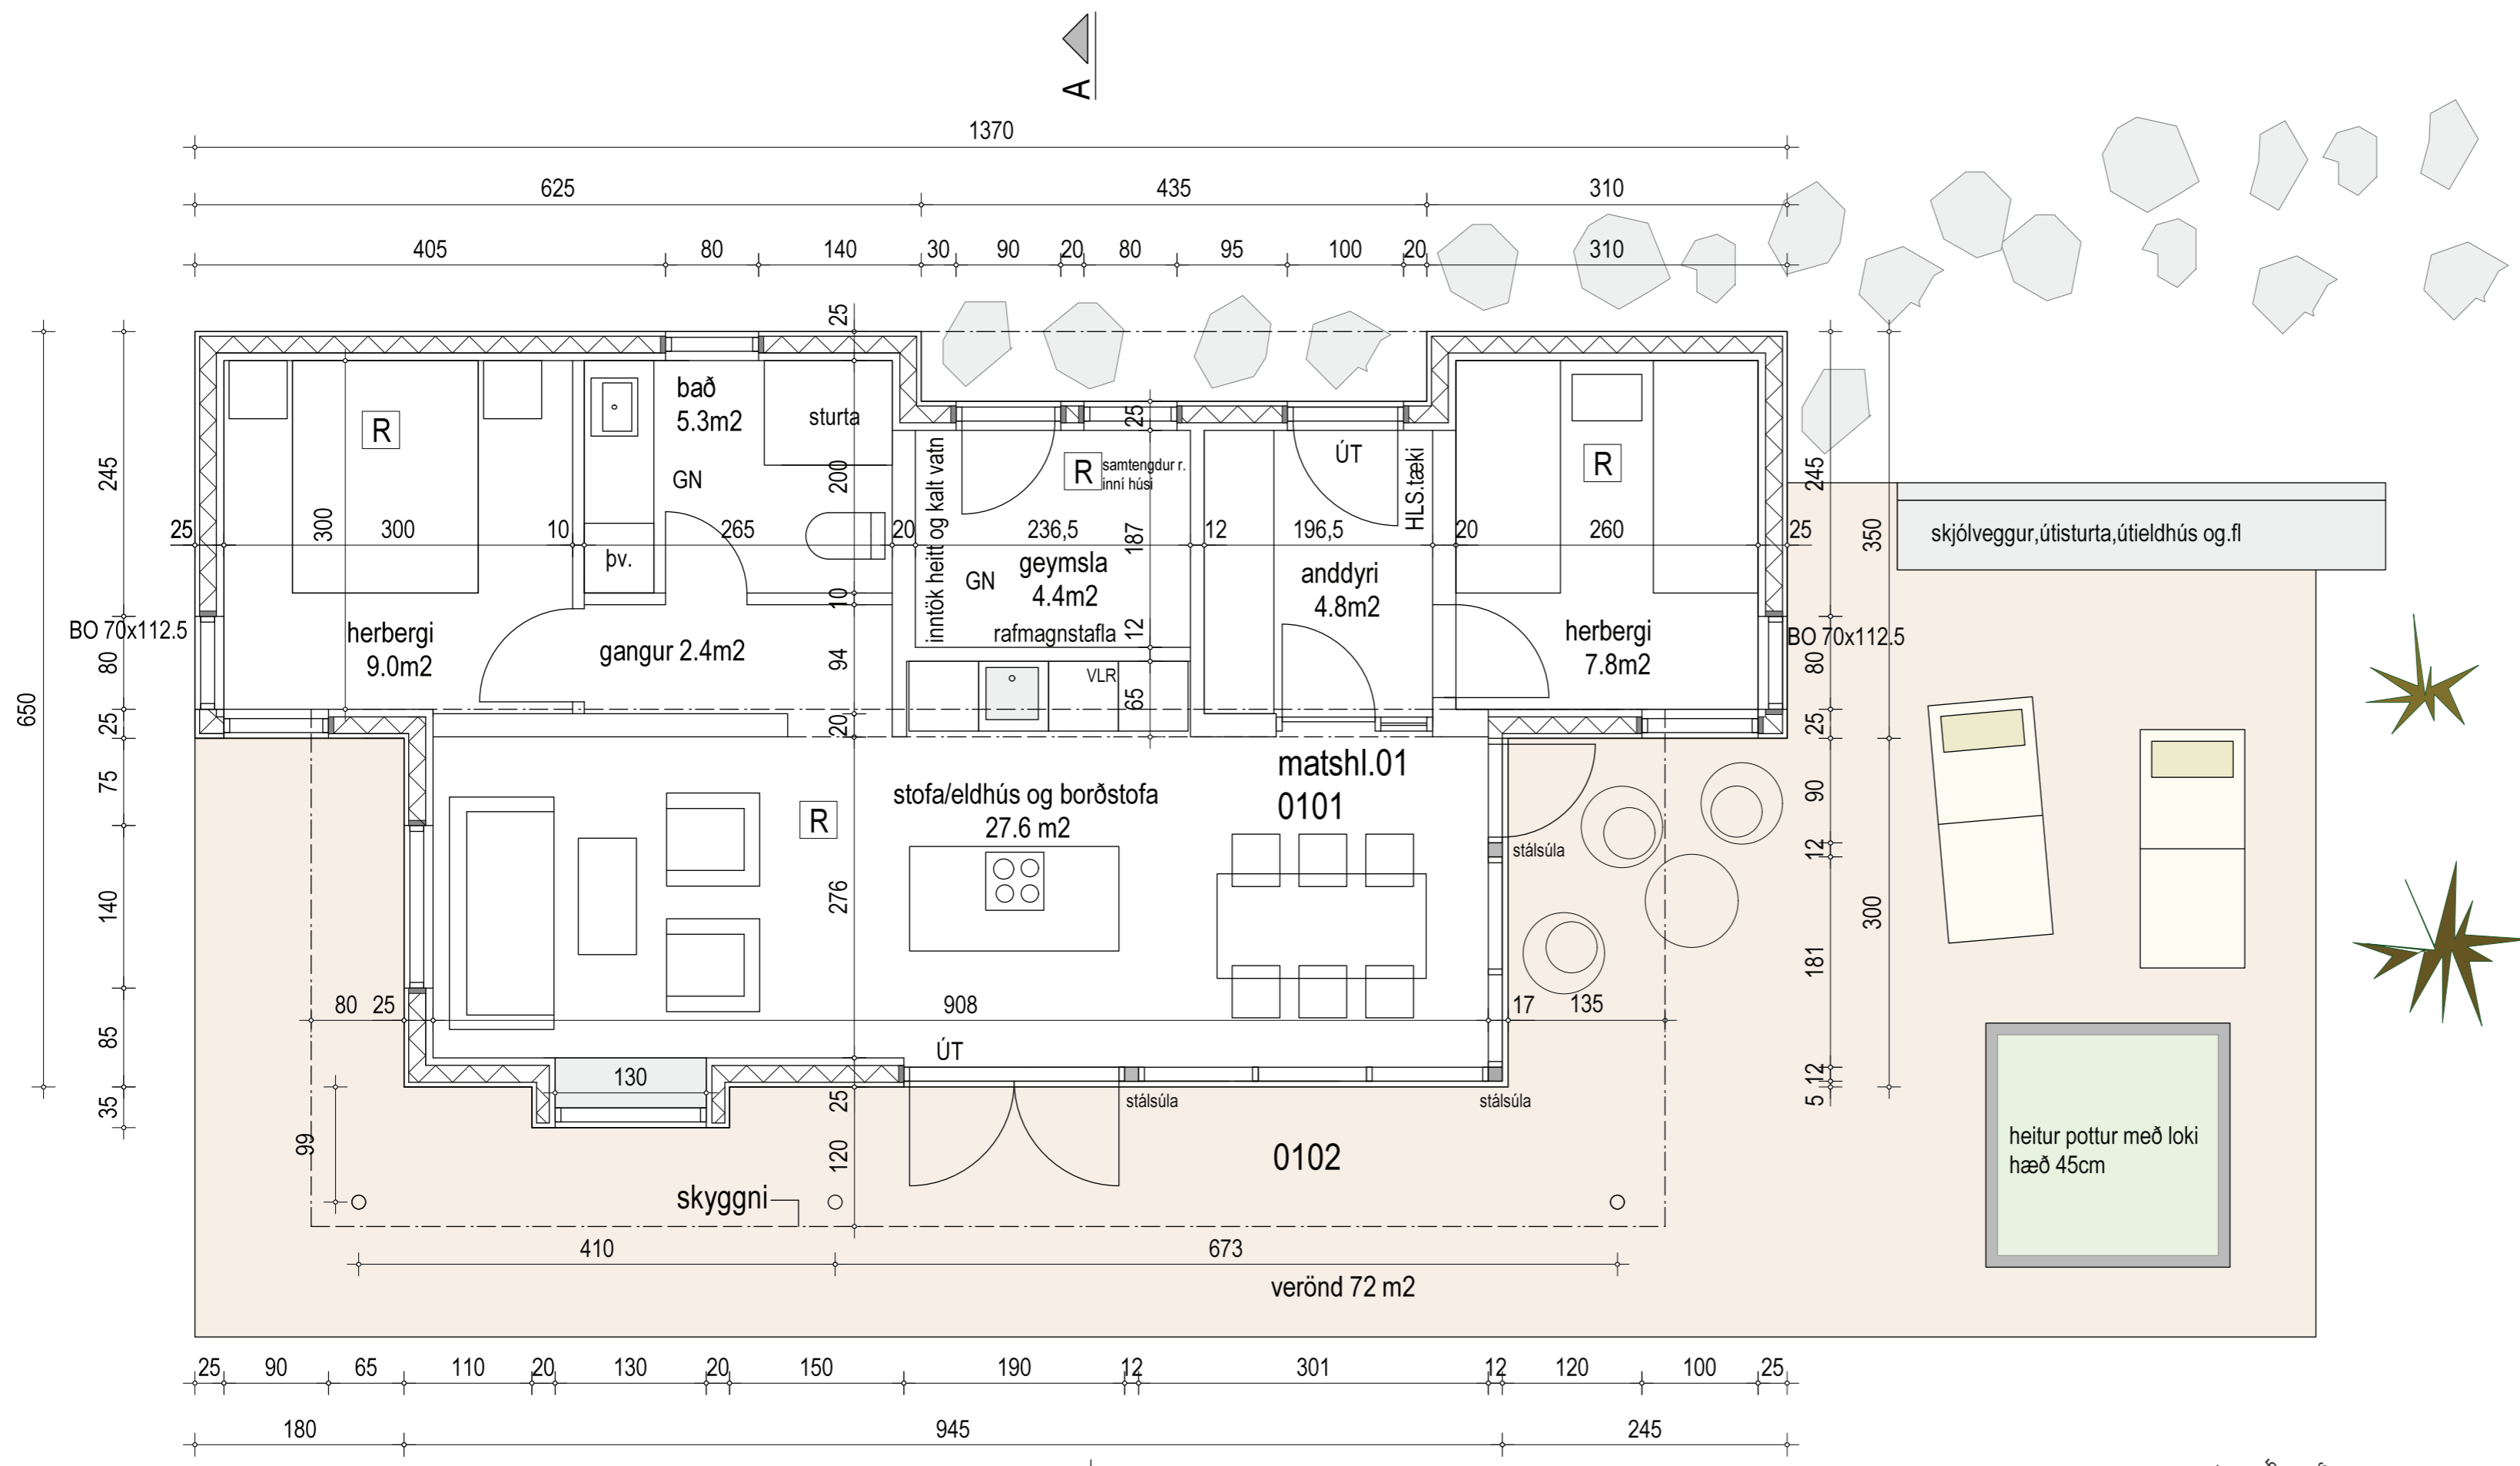 A
1370
625
435
310
405
80
140
30
90
20
80
95
100
20
310
25
bað
5.3m2
sturta
R
GN
200
245
25
300
300
10
265
20
þv.
inntök heitt og kalt vatn
25
R
samtengdur r.
inní húsi
236,5
187
GN
geymsla
4.4m2
rafmagnstafla
12
ÚT
HLS.tæki
12
196,5
anddyri
4.8m2
R
20
260
25
herbergi
7.8m2
245
350
skjólveggur,útisturta,útieldhús og.fl
BO 70x112.5
80
herbergi
9.0m2
gangur 2.4m2
10
94
VLR
65
BO 70x112.5
80
650
25
20
25
75
matshl.01
0101
stofa/eldhús og borðstofa
27.6 m2
R
90
stálsúla
12
140
276
300
181
80
25
908
17
135
85
ÚT
130
12
5
35
25
stálsúla
stálsúla
99
120
0102
skyggni
heitur pottur með loki
hæð 45cm
410
673
verönd 72 m2
25
90
65
110
20
130
20
150
190
12
301
12
120
100
25
180
945
245